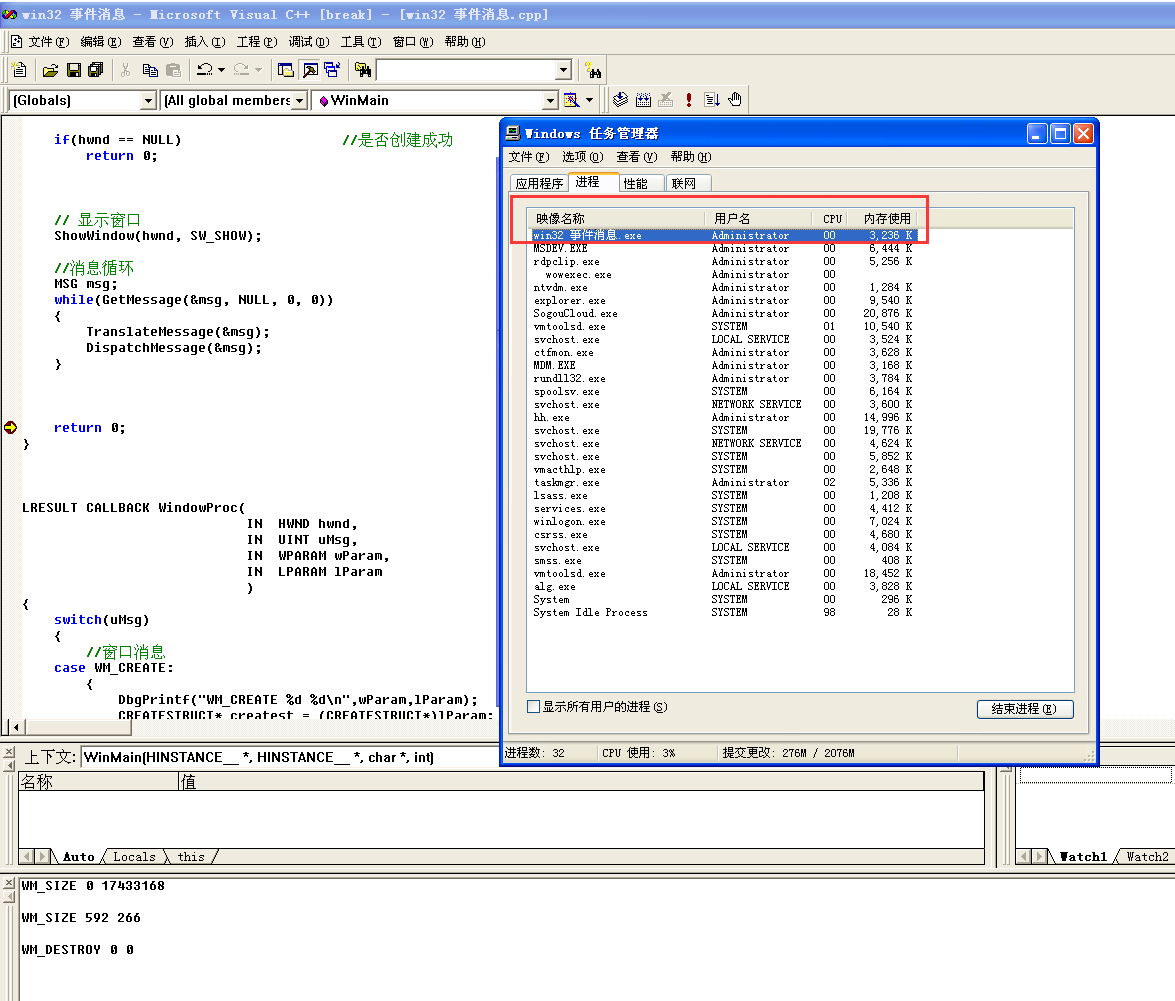 win32 事件消息 - Microsoft Visual C++ [break] - [win32 事件消息.cpp]
文件(F) 编辑(E) 查看(V) 插入(I) 工程(P) 调试(D) 工具(T) 窗口(W) 帮助(H)
(Globals) (All global members WinMain
if(hwnd == NULL) //是否创建成功
return 0;
// 显示窗口
ShowWindow(hwnd, SW_SHOW);
//消息循环
MSG msg;
while(GetMessage(&msg, NULL, 0, 0))
{
TranslateMessage(&msg);
DispatchMessage(&msg);
}
return 0;
}
LRESULT CALLBACK WindowProc(
IN HWND hwnd,
IN UINT uMsg,
IN WPARAM wParam,
IN LPARAM lParam
)
{
switch(uMsg)
{
//窗口消息
case WM_CREATE:
{
DbgPrintf("WM_CREATE %d %d\n",wParam,lParam);
CREATESTRUCT* createst = (CREATESTRUCT*)lParam;
Windows 任务管理器
文件(F) 选项(O) 查看(V) 帮助(H)
应用程序 进程 性能 联网
映像名称 用户名 CPU 内存使用
win32 事件消息.exe Administrator 00 3,236 K
MSDEV.EXE Administrator 00 6,444 K
rdpclip.exe Administrator 00 5,256 K
wowexec.exe Administrator 00
ntvdm.exe Administrator 00 1,284 K
explorer.exe Administrator 00 9,540 K
SogouCloud.exe Administrator 00 20,876 K
vmtoolsd.exe SYSTEM 01 10,540 K
svchost.exe LOCAL SERVICE 00 3,524 K
ctfmon.exe Administrator 00 3,628 K
MDM.EXE Administrator 00 3,168 K
rundll32.exe Administrator 00 3,784 K
spoolsv.exe SYSTEM 00 6,164 K
svchost.exe NETWORK SERVICE 00 3,600 K
hh.exe Administrator 00 14,996 K
svchost.exe SYSTEM 00 19,776 K
svchost.exe NETWORK SERVICE 00 4,624 K
svchost.exe SYSTEM 00 5,852 K
vmacthlp.exe SYSTEM 00 2,648 K
taskmgr.exe Administrator 02 5,336 K
lsass.exe SYSTEM 00 1,208 K
services.exe SYSTEM 00 4,412 K
winlogon.exe SYSTEM 00 7,024 K
csrss.exe SYSTEM 00 4,680 K
svchost.exe LOCAL SERVICE 00 4,084 K
smss.exe SYSTEM 00 408 K
vmtoolsd.exe Administrator 00 18,452 K
alg.exe LOCAL SERVICE 00 3,828 K
System SYSTEM 00 296 K
System Idle Process SYSTEM 98 28 K
显示所有用户的进程(S) 结束进程(E)
进程数: 32 CPU 使用: 3% 提交更改: 276M / 2076M
上下文: WinMain(HINSTANCE__ *, HINSTANCE__ *, char *, int)
名称 值
Auto Locals this Watch1 Watch2
WM_SIZE 0 17433168
WM_SIZE 592 266
WM_DESTROY 0 0